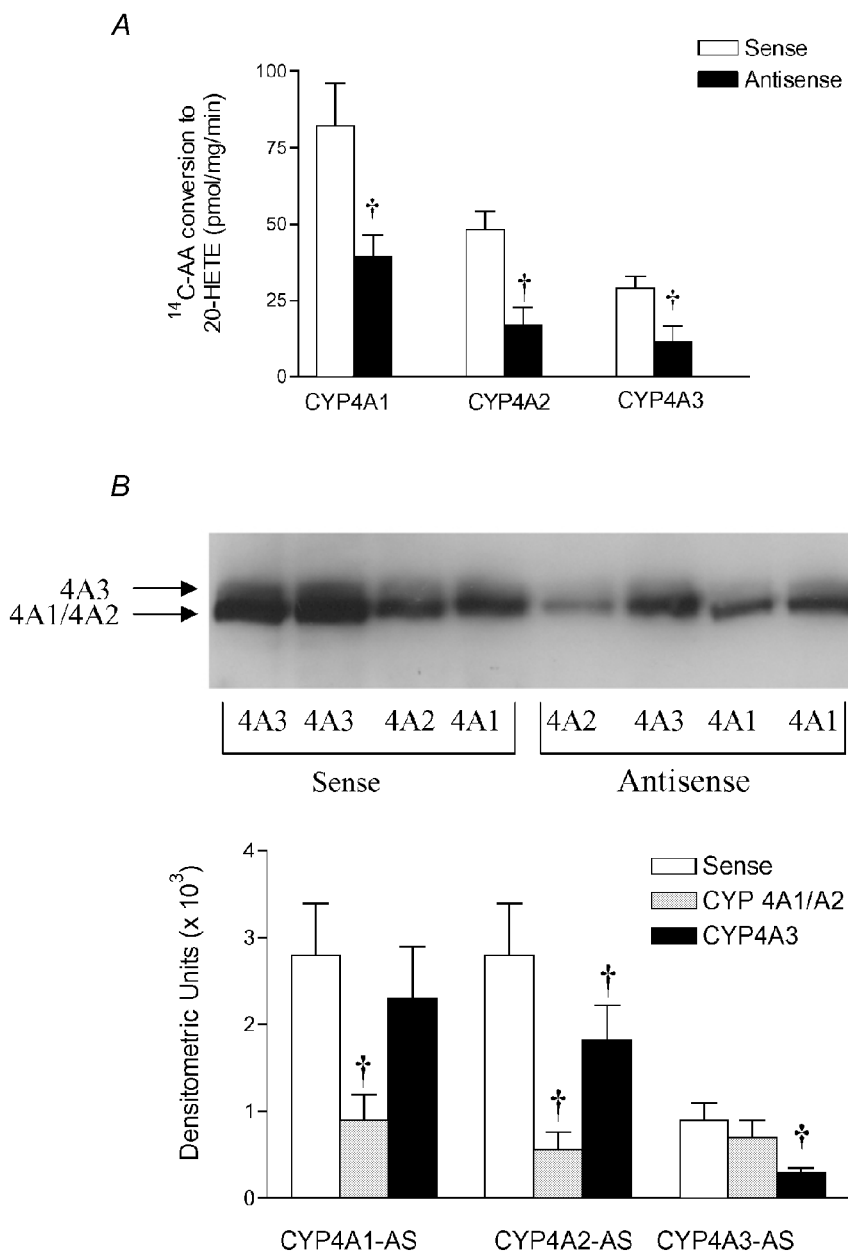 A
Sense
Antisense
¹⁴C-AA conversion to
20-HETE (pmol/mg/min)
100
75
50
25
0
† † †
CYP4A1 CYP4A2 CYP4A3
B
4A3
4A1/4A2
4A3 4A3 4A2 4A1 4A2 4A3 4A1 4A1
Sense Antisense
Densitometric Units (x 10³)
4
3
2
1
0
Sense
CYP 4A1/A2
CYP4A3
† † † †
CYP4A1-AS CYP4A2-AS CYP4A3-AS